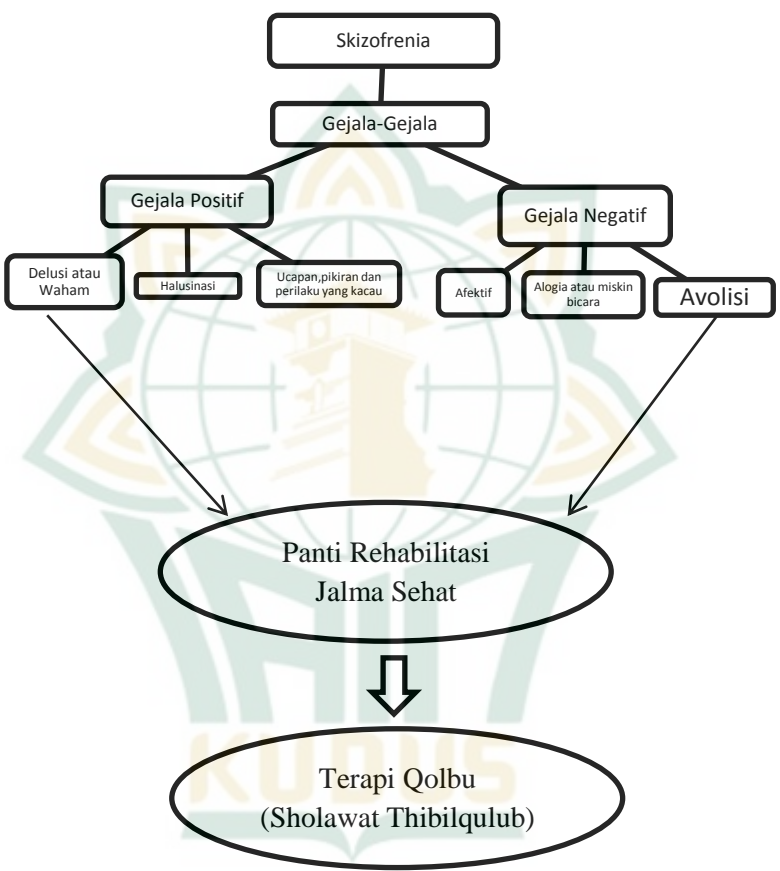 Skizofrenia
Gejala-Gejala
Gejala Positif
Gejala Negatif
Delusi atau
Waham
Halusinasi
Ucapan,pikiran dan
perilaku yang kacau
Afektif
Alogia atau miskin
bicara
Avolisi
Panti Rehabilitasi
Jalma Sehat
Terapi Qolbu
(Sholawat Thibilqulub)
KUDUS